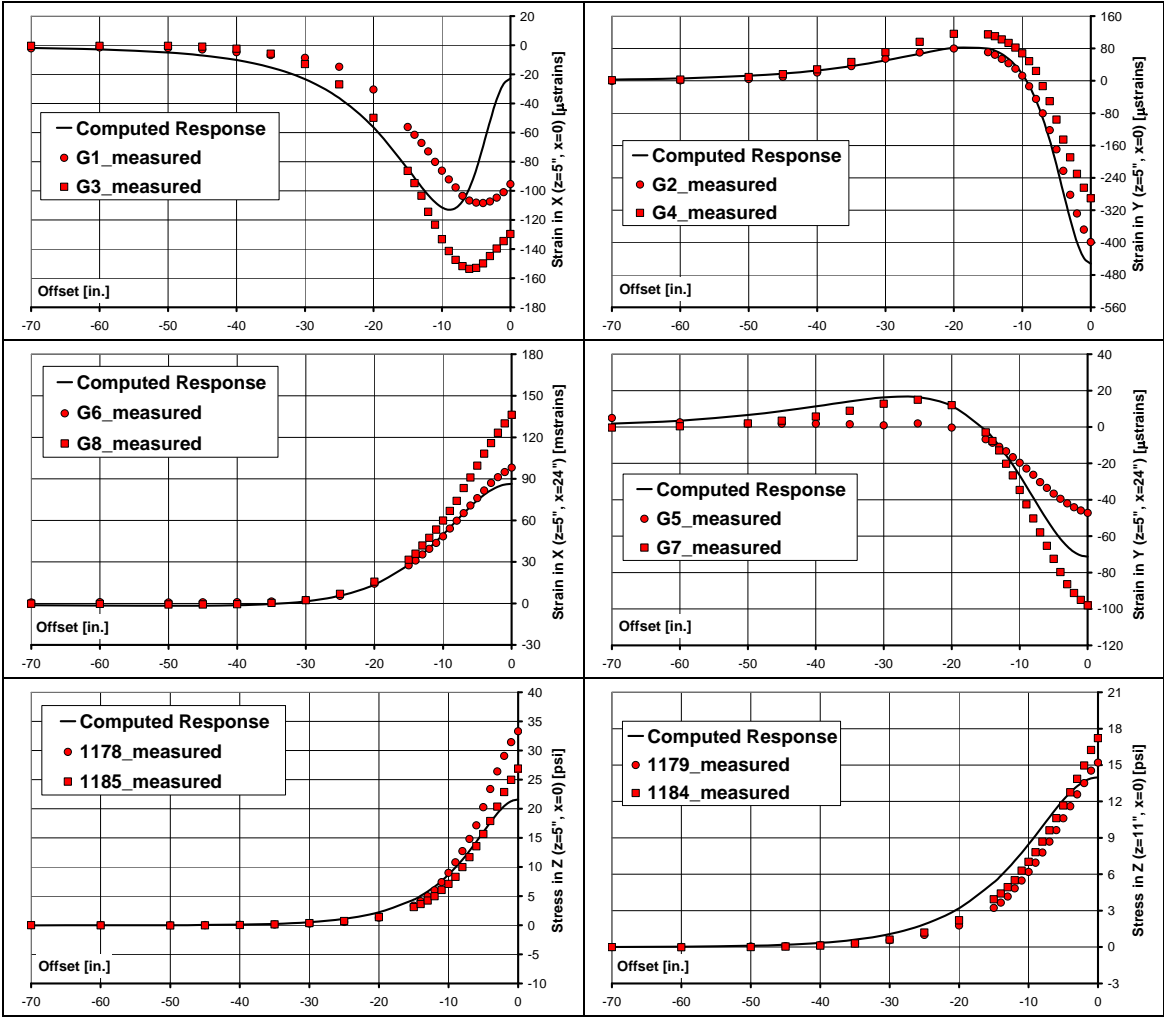 20
0
-20
-40
-60
-80
-100
-120
-140
-160
-180
Strain in X (z=5", x=0) [µstrains]
Computed Response
G1_measured
G3_measured
Offset [in.]
-70 -60 -50 -40 -30 -20 -10 0
160
80
0
-80
-160
-240
-320
-400
-480
-560
Strain in Y (z=5", x=0) [µstrains]
Computed Response
G2_measured
G4_measured
Offset [in.]
-70 -60 -50 -40 -30 -20 -10 0
180
150
120
90
60
30
0
-30
Strain in X (z=5", x=24") [mstrains]
Computed Response
G6_measured
G8_measured
Offset [in.]
-70 -60 -50 -40 -30 -20 -10 0
40
20
0
-20
-40
-60
-80
-100
-120
Strain in Y (z=5", x=24") [µstrains]
Computed Response
G5_measured
G7_measured
Offset [in.]
-70 -60 -50 -40 -30 -20 -10 0
40
35
30
25
20
15
10
5
0
-5
-10
Stress in Z (z=5", x=0) [psi]
Computed Response
1178_measured
1185_measured
Offset [in.]
-70 -60 -50 -40 -30 -20 -10 0
21
18
15
12
9
6
3
0
-3
Stress in Z (z=11", x=0) [psi]
Computed Response
1179_measured
1184_measured
Offset [in.]
-70 -60 -50 -40 -30 -20 -10 0